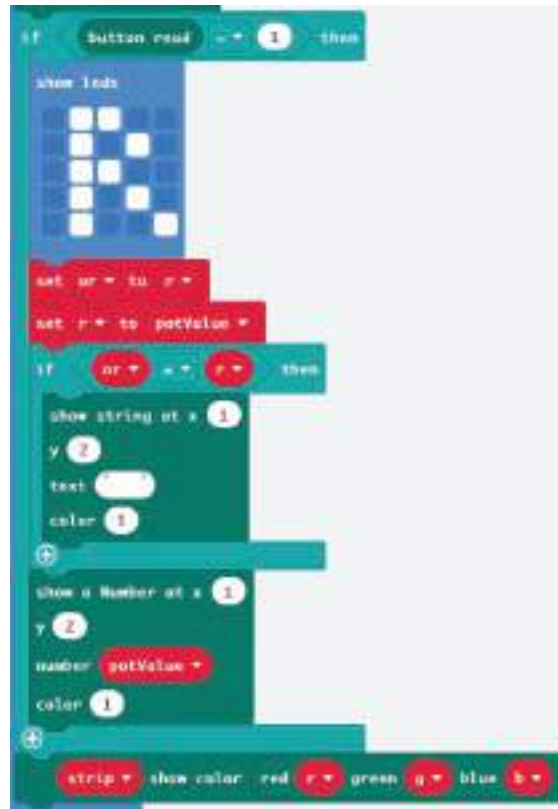 if button read = 1 then
show leds
set or to r
set r to potValue
if or = r then
show string at x 1
y 2
text
color 1
show a Number at x 1
y 2
number potValue
color 1
strip show color red r green g blue b